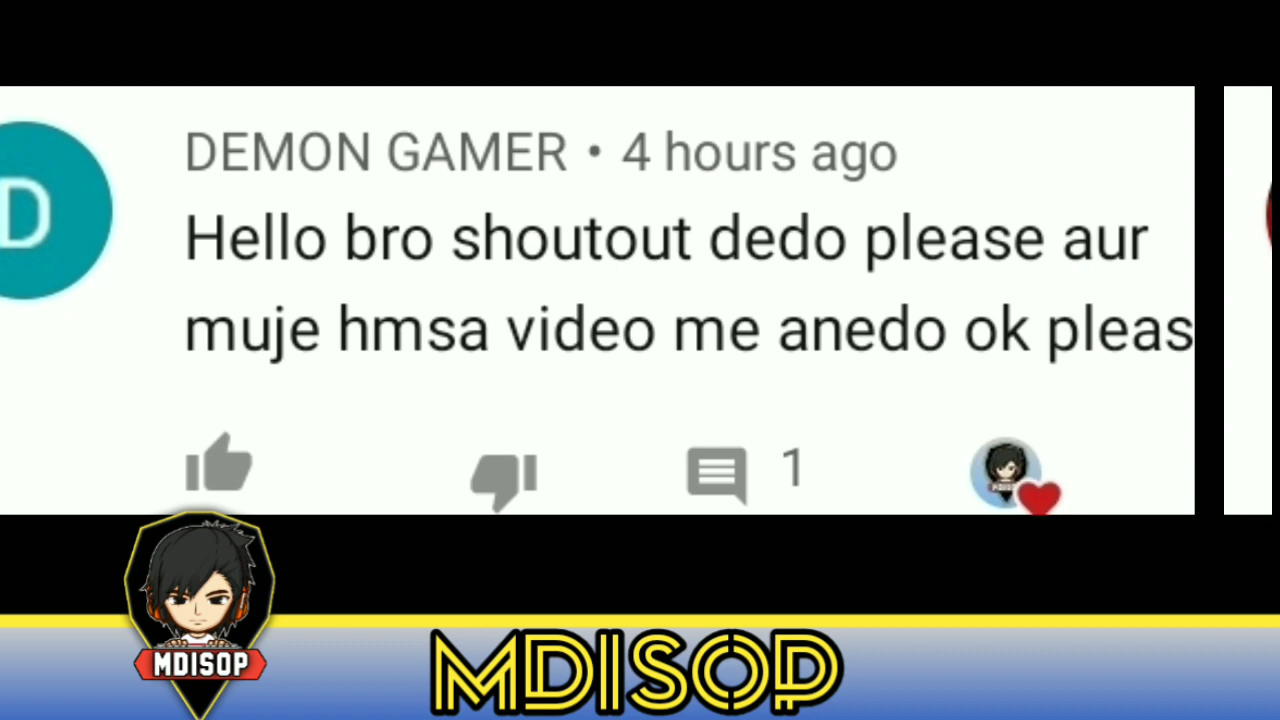 D
DEMON GAMER • 4 hours ago
Hello bro shoutout dedo please aur
muje hmsa video me anedo ok pleas
1
MDISOP
MDISOP